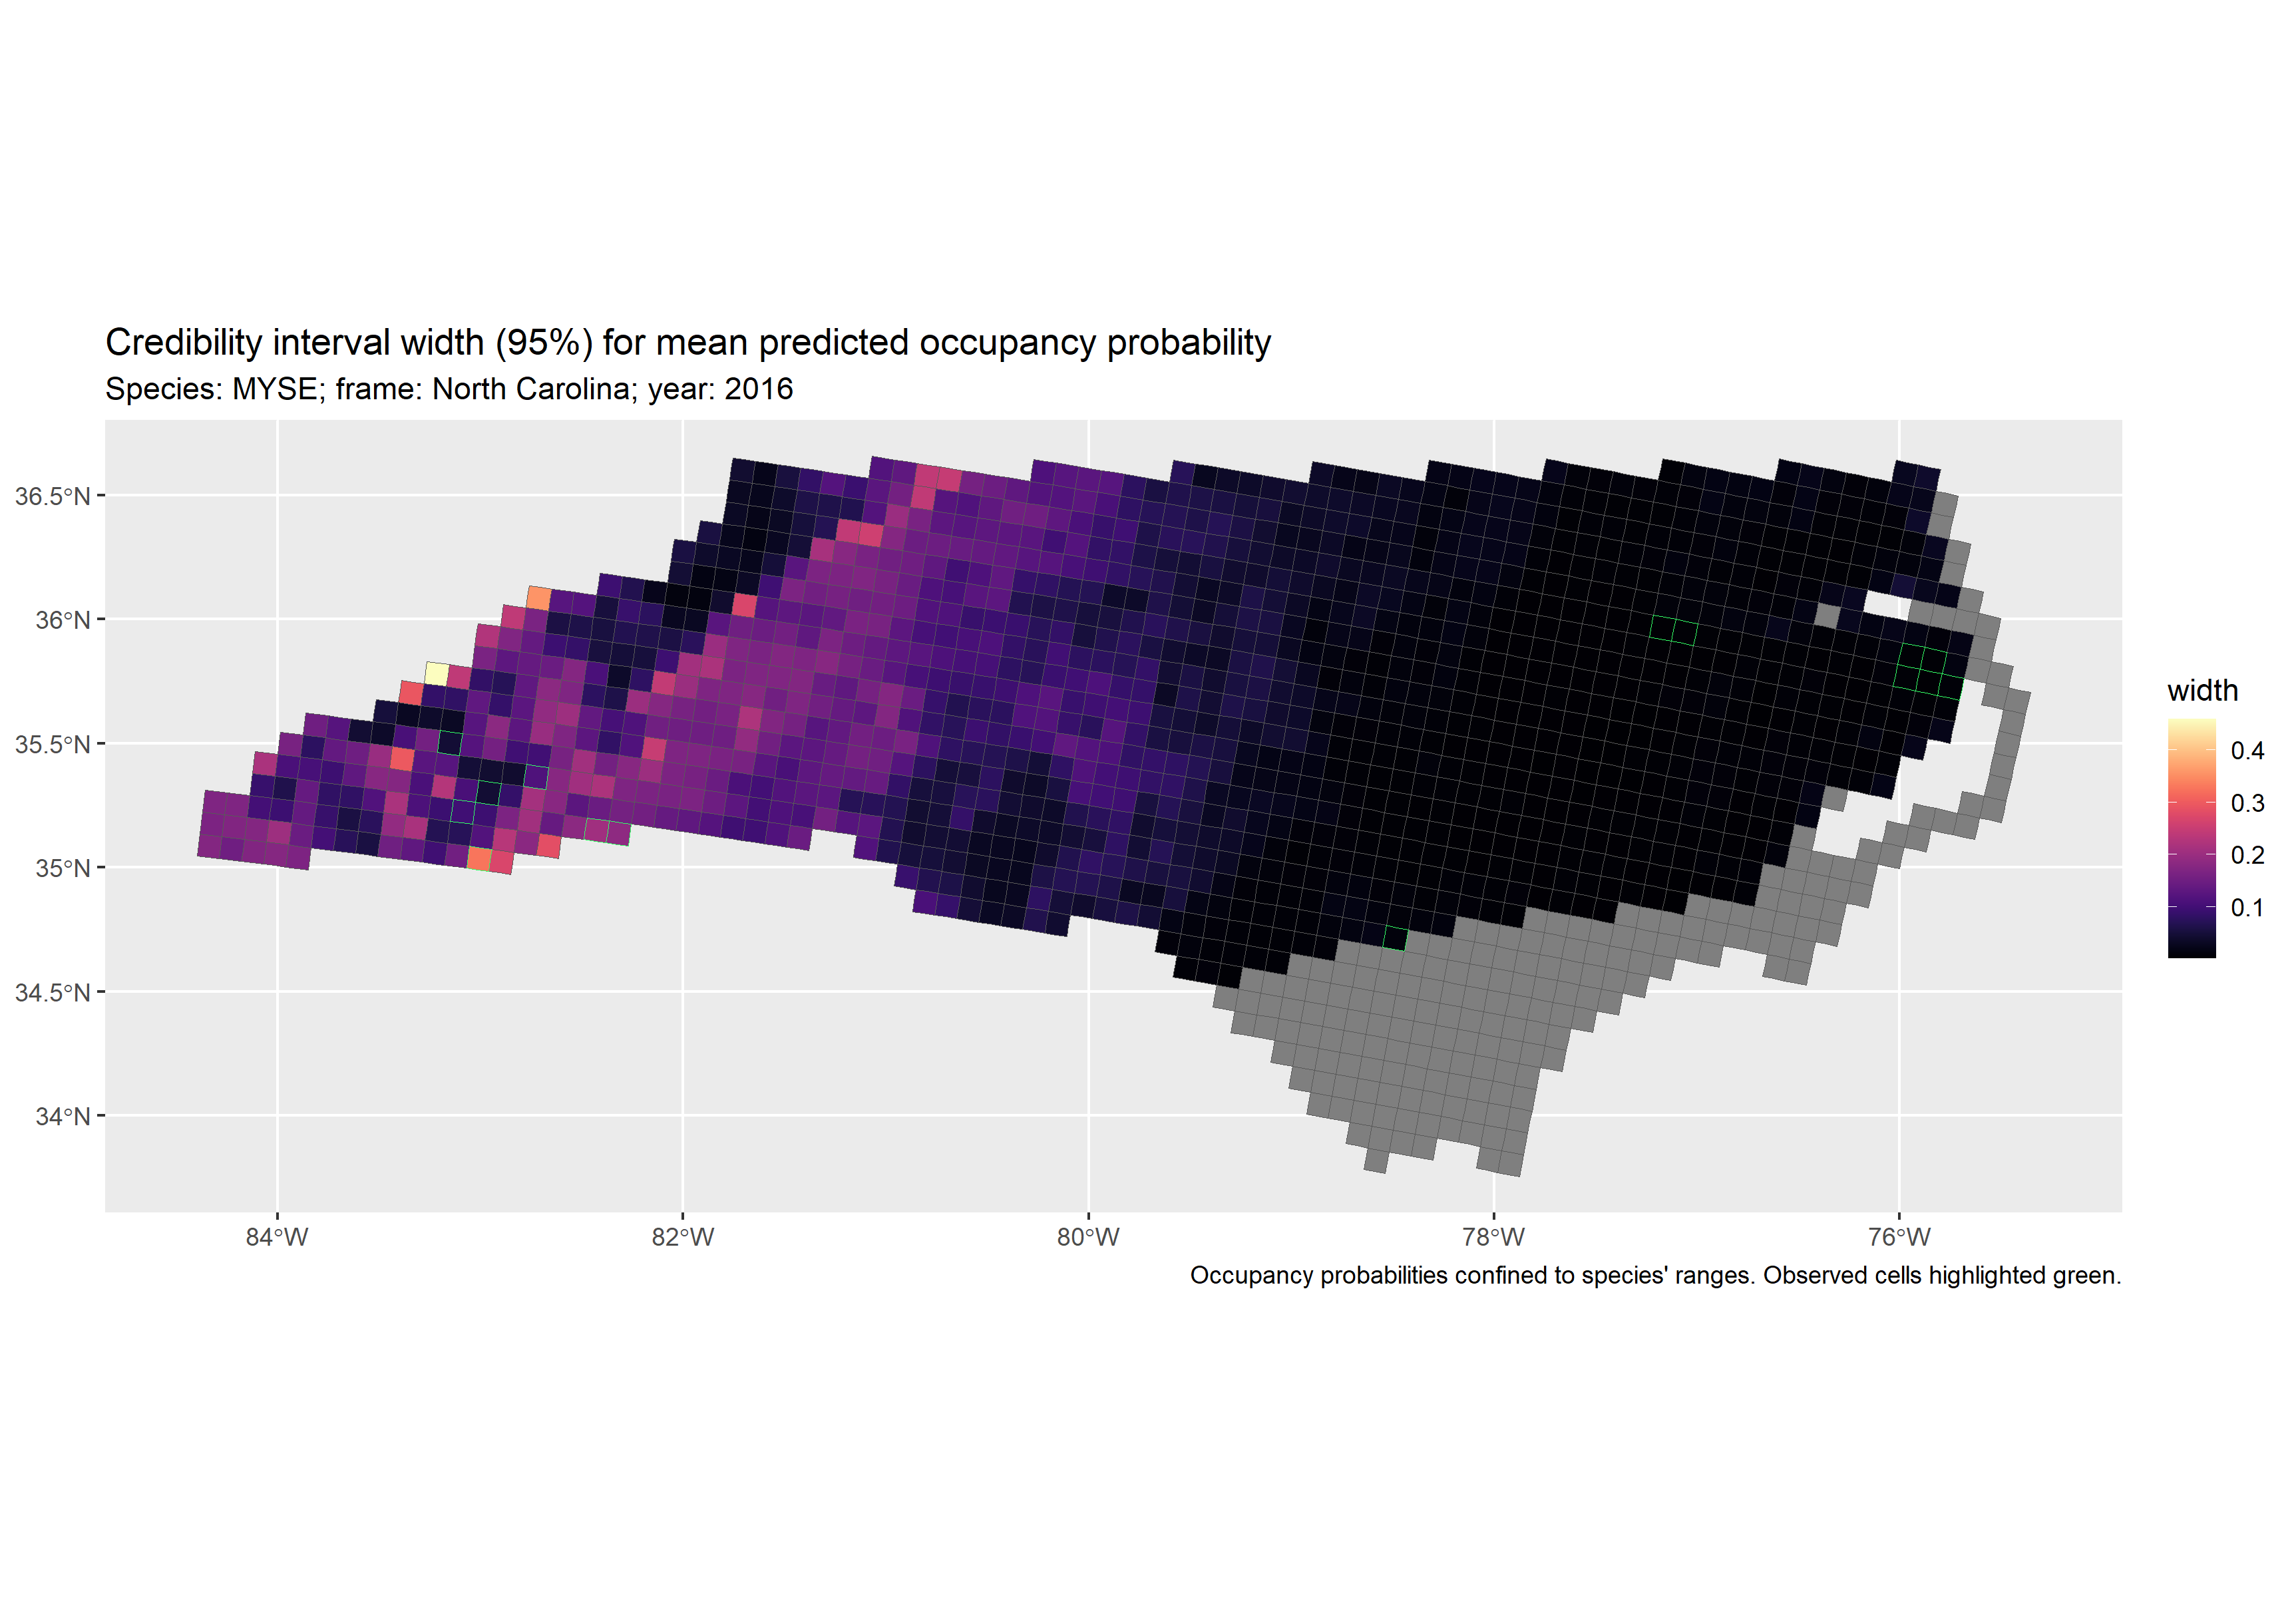 Credibility interval width (95%) for mean predicted occupancy probability
Species: MYSE; frame: North Carolina; year: 2016
36.5°N
36°N
35.5°N
35°N
34.5°N
34°N
84°W
82°W
80°W
78°W
76°W
width
0.4
0.3
0.2
0.1
Occupancy probabilities confined to species' ranges. Observed cells highlighted green.